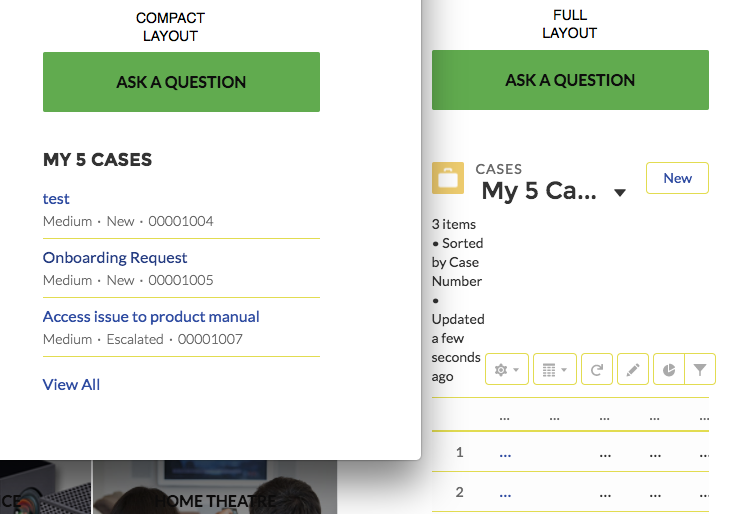 COMPACT
LAYOUT
ASK A QUESTION
MY 5 CASES
test
Medium · New · 00001004
Onboarding Request
Medium · New · 00001005
Access issue to product manual
Medium · Escalated · 00001007
View All
CE
HOME THEATRE
FULL
LAYOUT
ASK A QUESTION
CASES
My 5 Ca...
New
3 items
• Sorted
by Case
Number
•
Updated
a few
seconds
ago
... ... ... ... ...
1 ... ... ... ...
2 ... ... ... ...